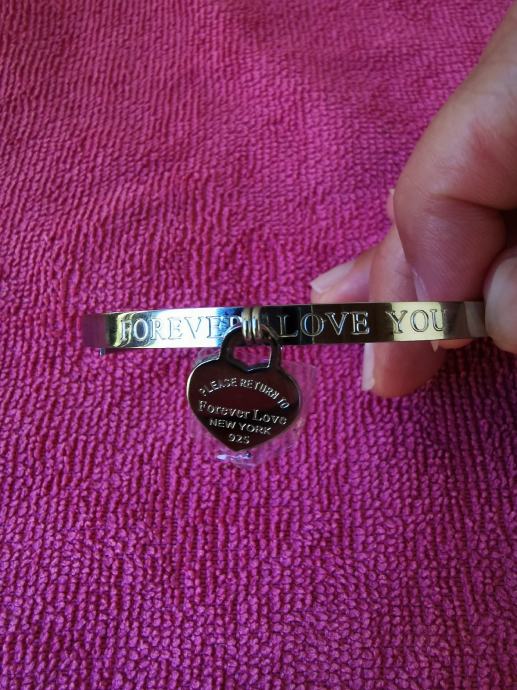 FOREVER LOVE YOU
PLEASE RETURN TO
Forever Love
NEW YORK
925